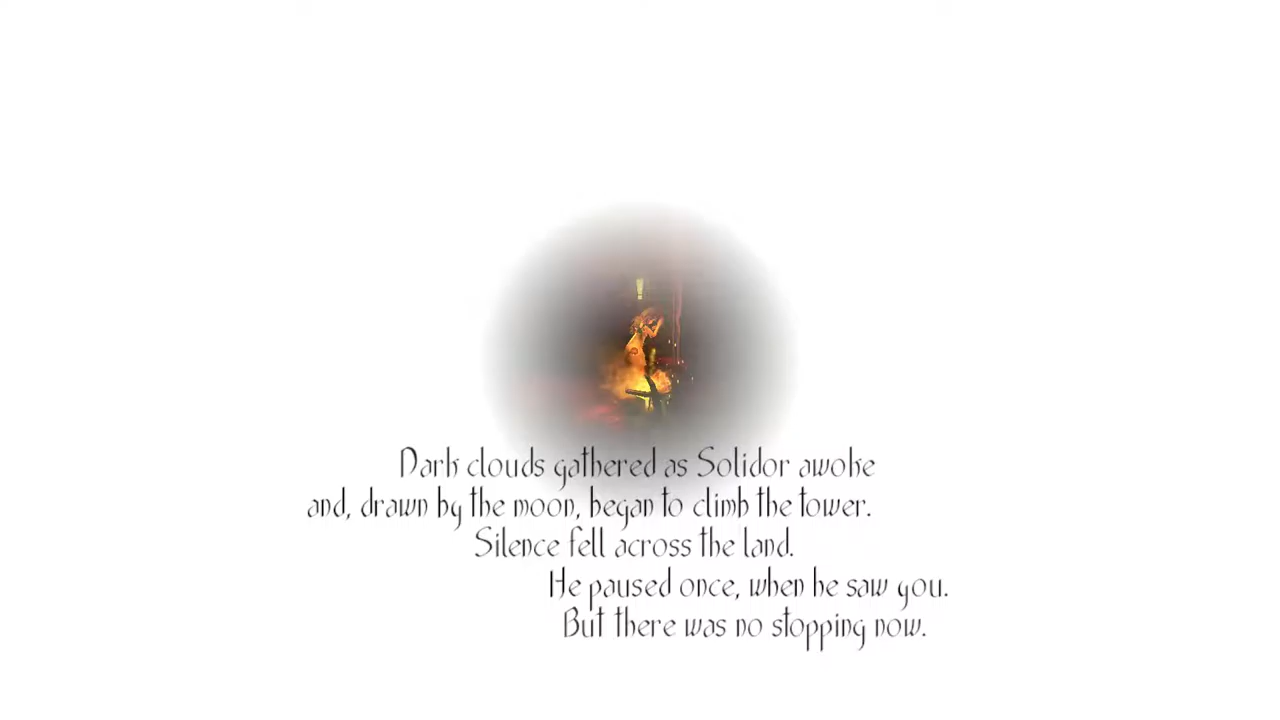 Dark clouds gathered as Solidor awoke
and, drawn by the moon, began to climb the tower.
Silence fell across the land.
He paused once, when he saw you.
But there was no stopping now.